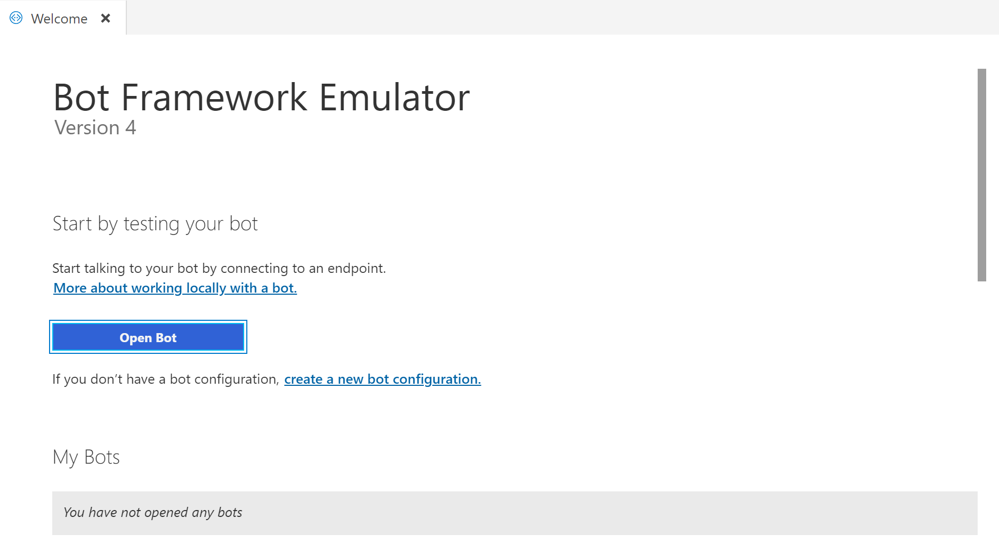 Welcome
Bot Framework Emulator
Version 4
Start by testing your bot
Start talking to your bot by connecting to an endpoint.
More about working locally with a bot.
Open Bot
If you don’t have a bot configuration, create a new bot configuration.
My Bots
You have not opened any bots